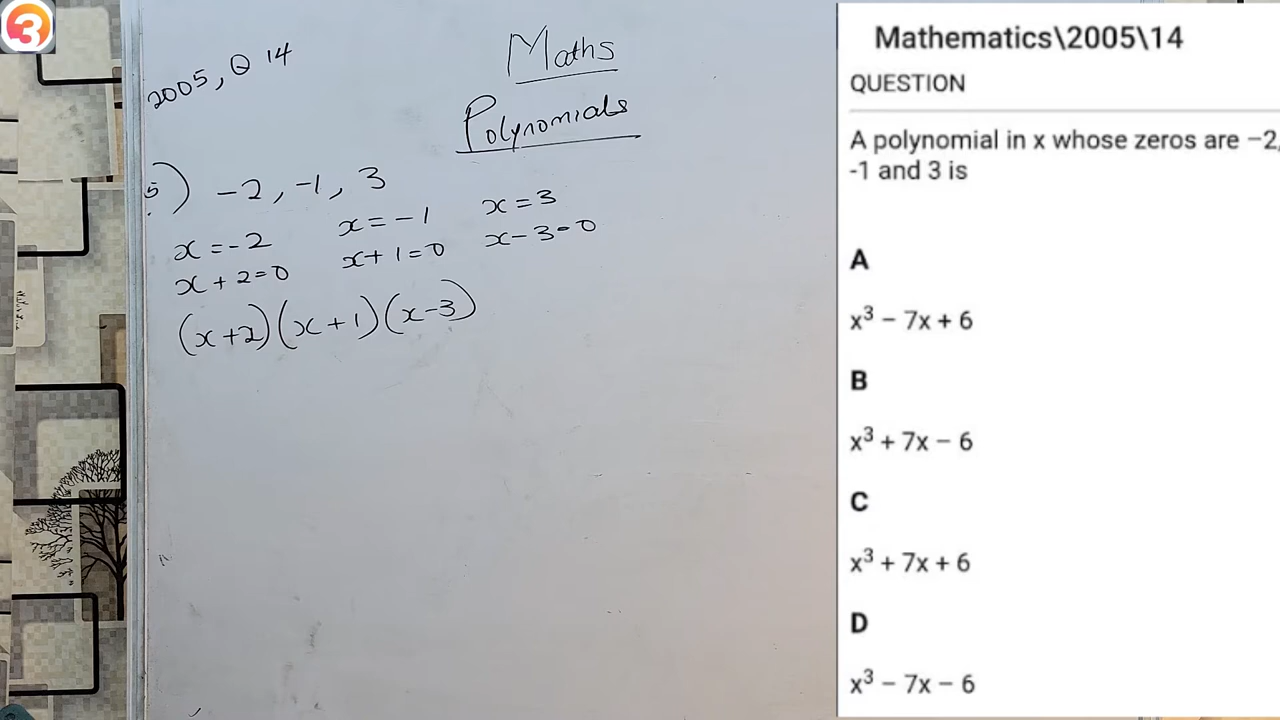 3
2005, Q 14
Maths
Polynomials
5) -2, -1, 3
x = -2 x = -1 x = 3
x + 2 = 0 x + 1 = 0 x - 3 = 0
(x+2)(x+1)(x-3)
Mathematics\2005\14
QUESTION
A polynomial in x whose zeros are −2,
-1 and 3 is
A
x³ − 7x + 6
B
x³ + 7x − 6
C
x³ + 7x + 6
D
x³ − 7x − 6